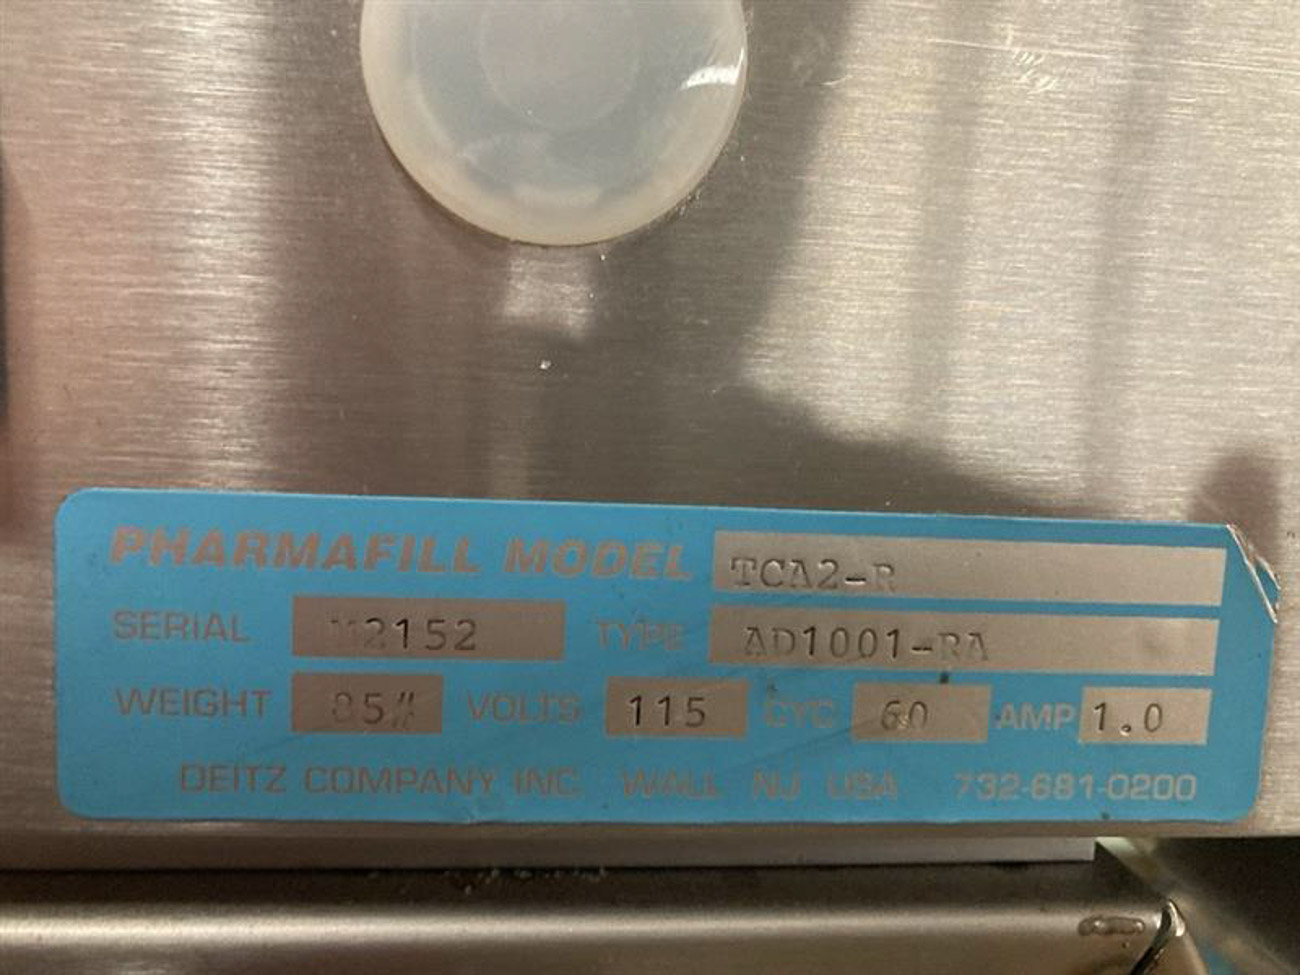 PHARMAFILL MODEL TCA2-R
SERIAL M2152 TYPE AD1001-RA
WEIGHT 85# VOLTS 115 CYC 60 AMP 1.0
DEITZ COMPANY INC. WALL NJ USA 732-681-0200